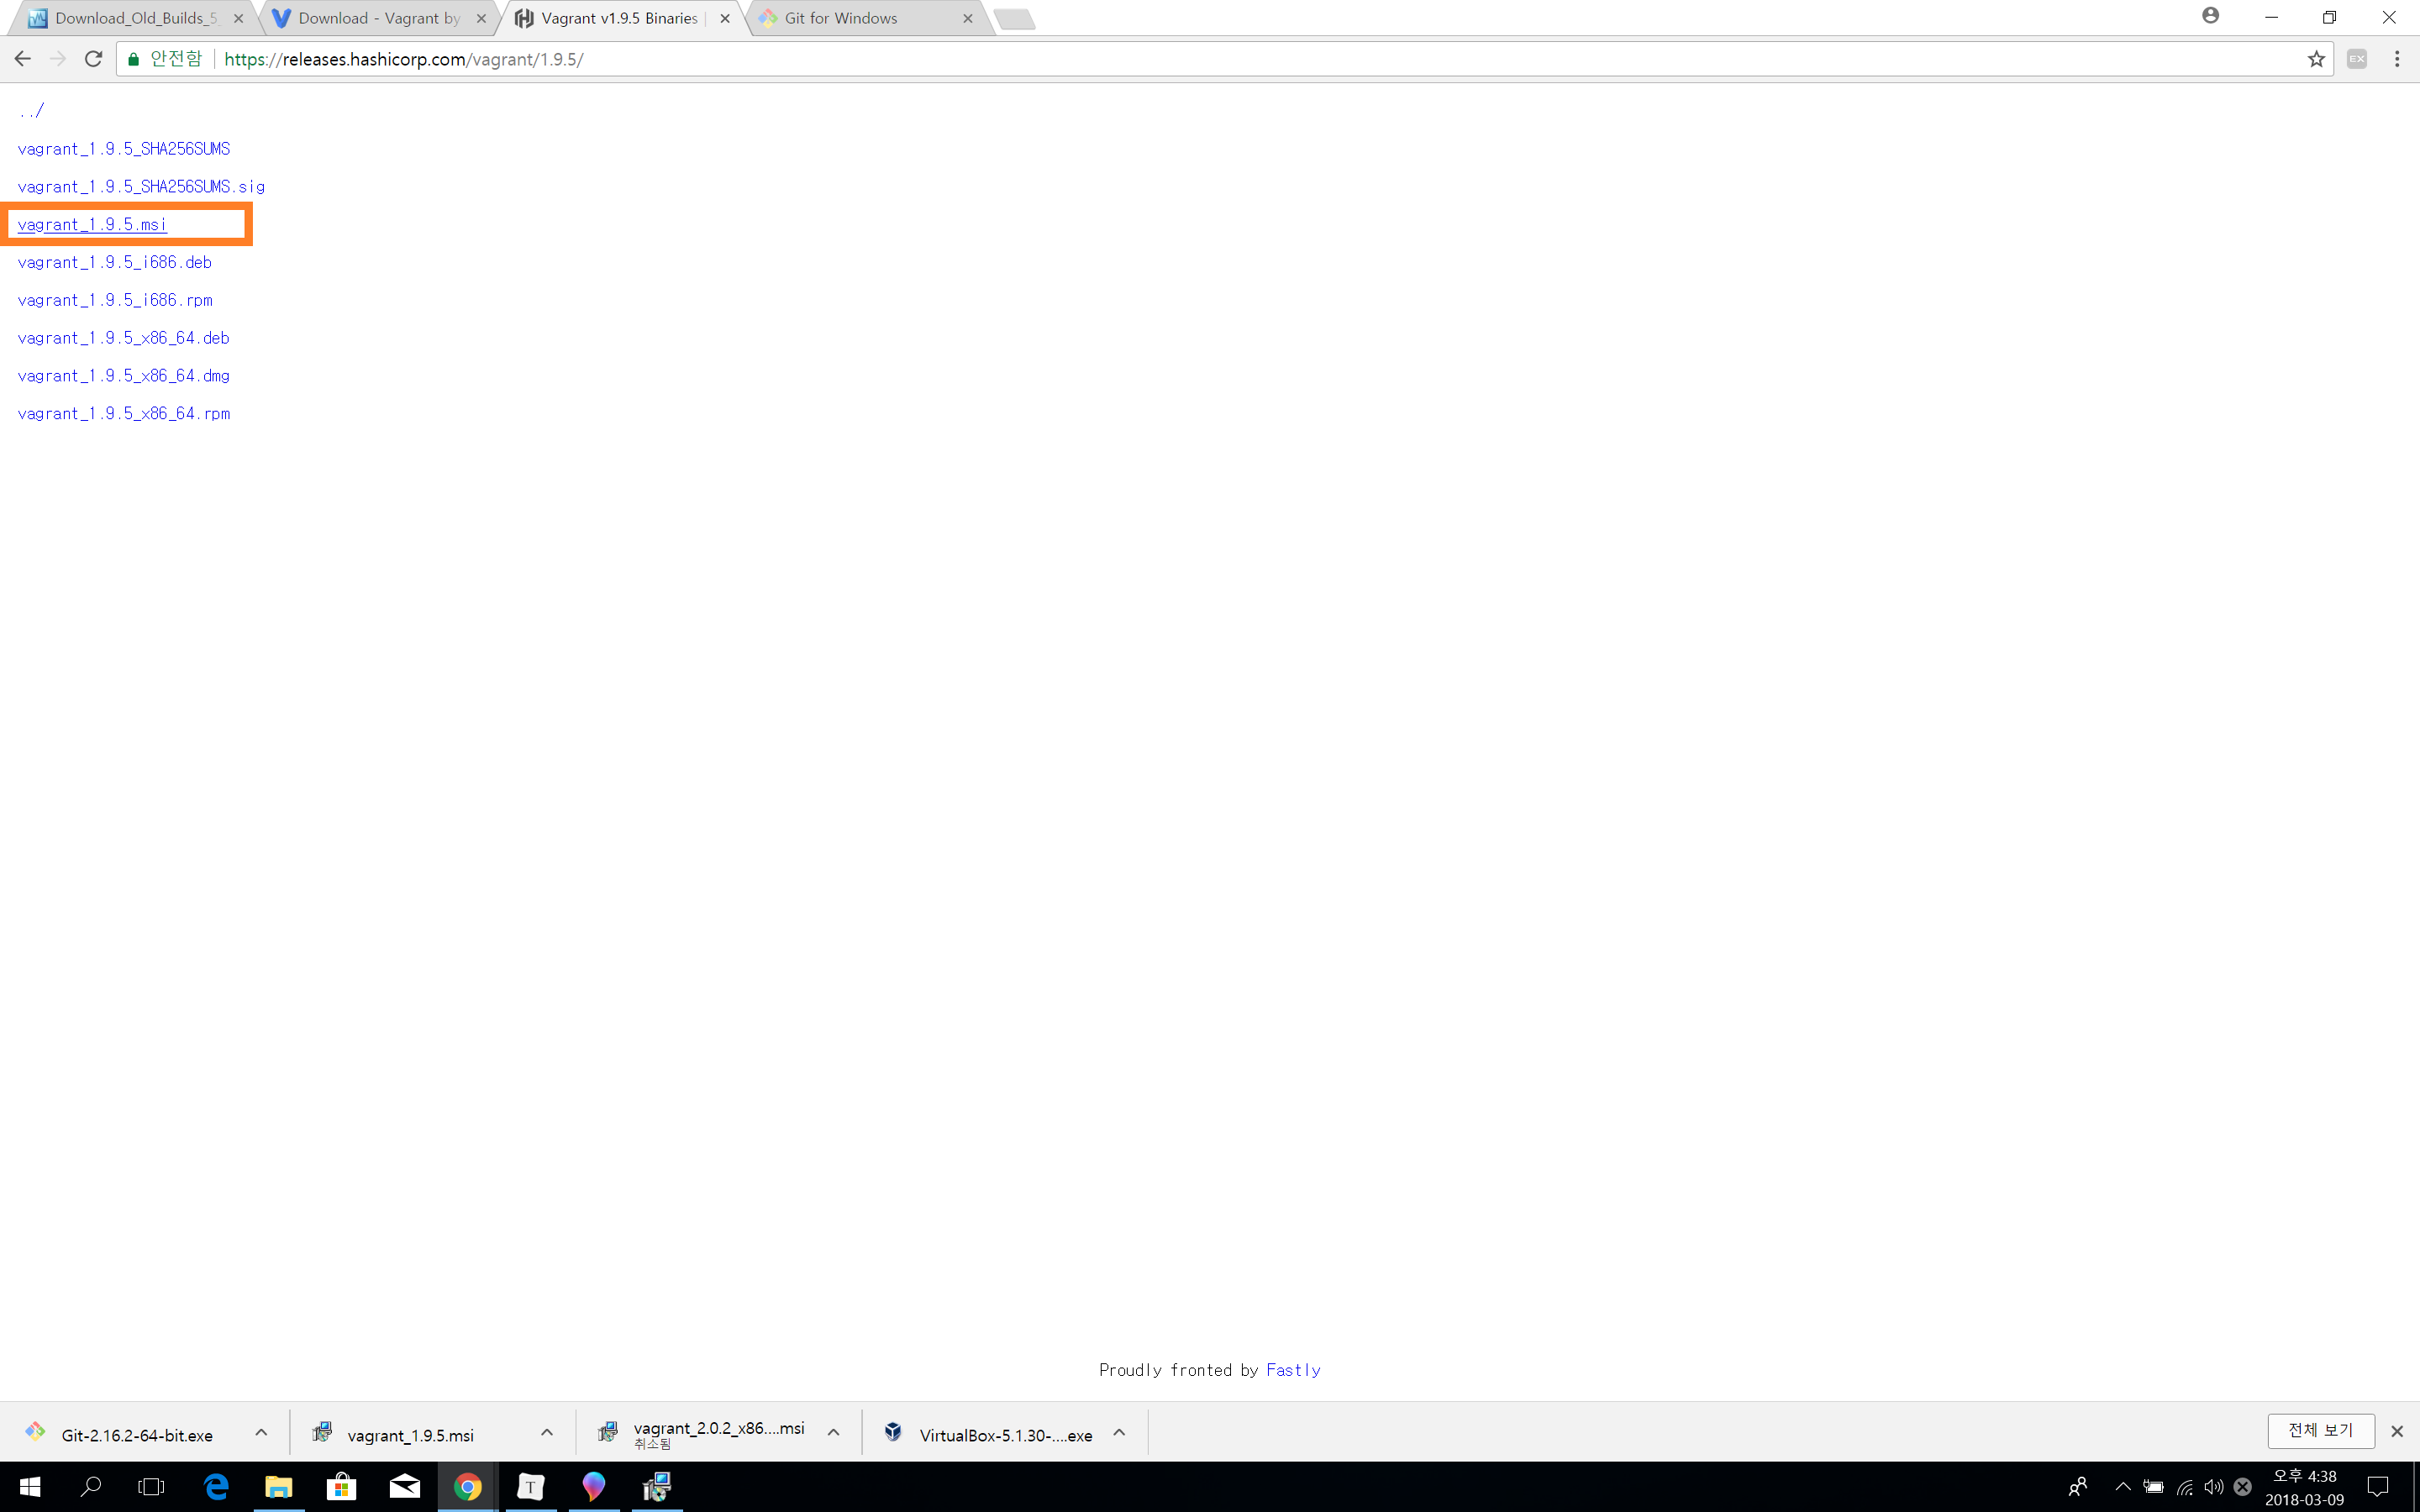 Download_Old_Builds_5_
Download - Vagrant by
Vagrant v1.9.5 Binaries |
Git for Windows
안전함
https://releases.hashicorp.com/vagrant/1.9.5/
EX
../
vagrant_1.9.5_SHA256SUMS
vagrant_1.9.5_SHA256SUMS.sig
vagrant_1.9.5.msi
vagrant_1.9.5_i686.deb
vagrant_1.9.5_i686.rpm
vagrant_1.9.5_x86_64.deb
vagrant_1.9.5_x86_64.dmg
vagrant_1.9.5_x86_64.rpm
Proudly fronted by Fastly
Git-2.16.2-64-bit.exe
vagrant_1.9.5.msi
vagrant_2.0.2_x86....msi
취소됨
VirtualBox-5.1.30-....exe
전체 보기
T
오후 4:38
2018-03-09